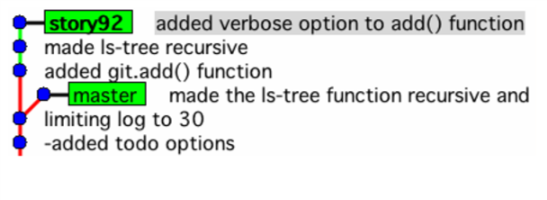 story92 added verbose option to add() function
made ls-tree recursive
added git.add() function
master made the ls-tree function recursive and
limiting log to 30
-added todo options